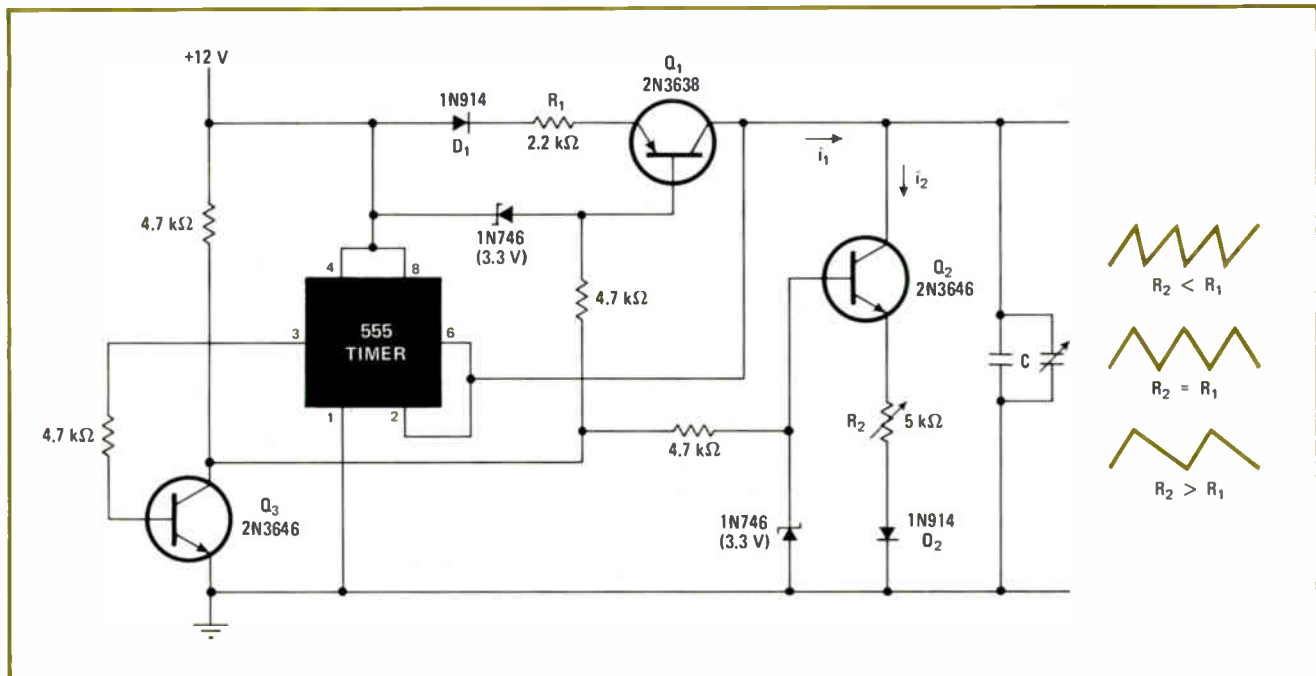 +12 V
Q1
2N3638
1N914
R1
D1
2.2 kΩ
i1
i2
4.7 kΩ
1N746
(3.3 V)
4
8
Q2
2N3646
4.7 kΩ
R2 < R1
3
555
TIMER
6
C
R2 = R1
1
2
4.7 kΩ
R2
5 kΩ
4.7 kΩ
R2 > R1
Q3
2N3646
1N746
(3.3 V)
1N914
D2